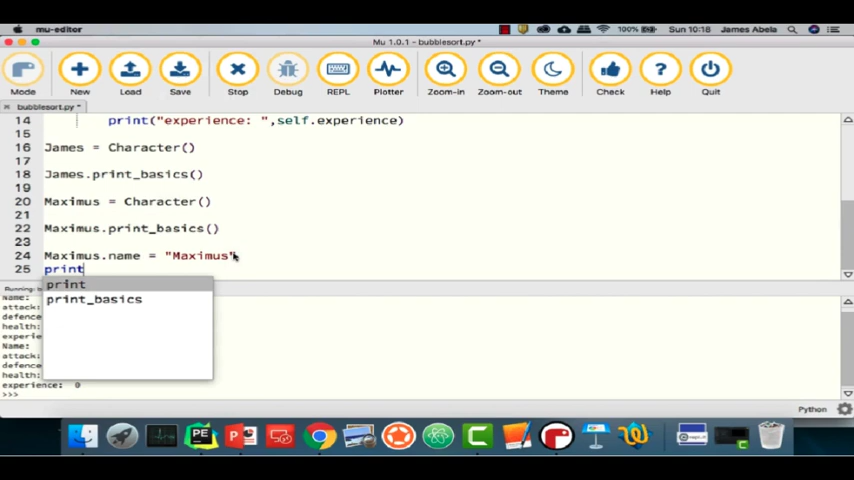 mu-editor 100% Sun 10:18 James Abela
Mu 1.0.1 - bubblesort.py *
Mode New Load Save Stop Debug REPL Plotter Zoom-in Zoom-out Theme Check Help Quit
bubblesort.py *
14 print("experience: ",self.experience)
15
16 James = Character()
17
18 James.print_basics()
19
20 Maximus = Character()
21
22 Maximus.print_basics()
23
24 Maximus.name = "Maximus"
25 print
print
print_basics
Running:
Name:
attack:
defence
health:
experie
Name:
attack:
defence
health:
experience: 0
>>>
Python